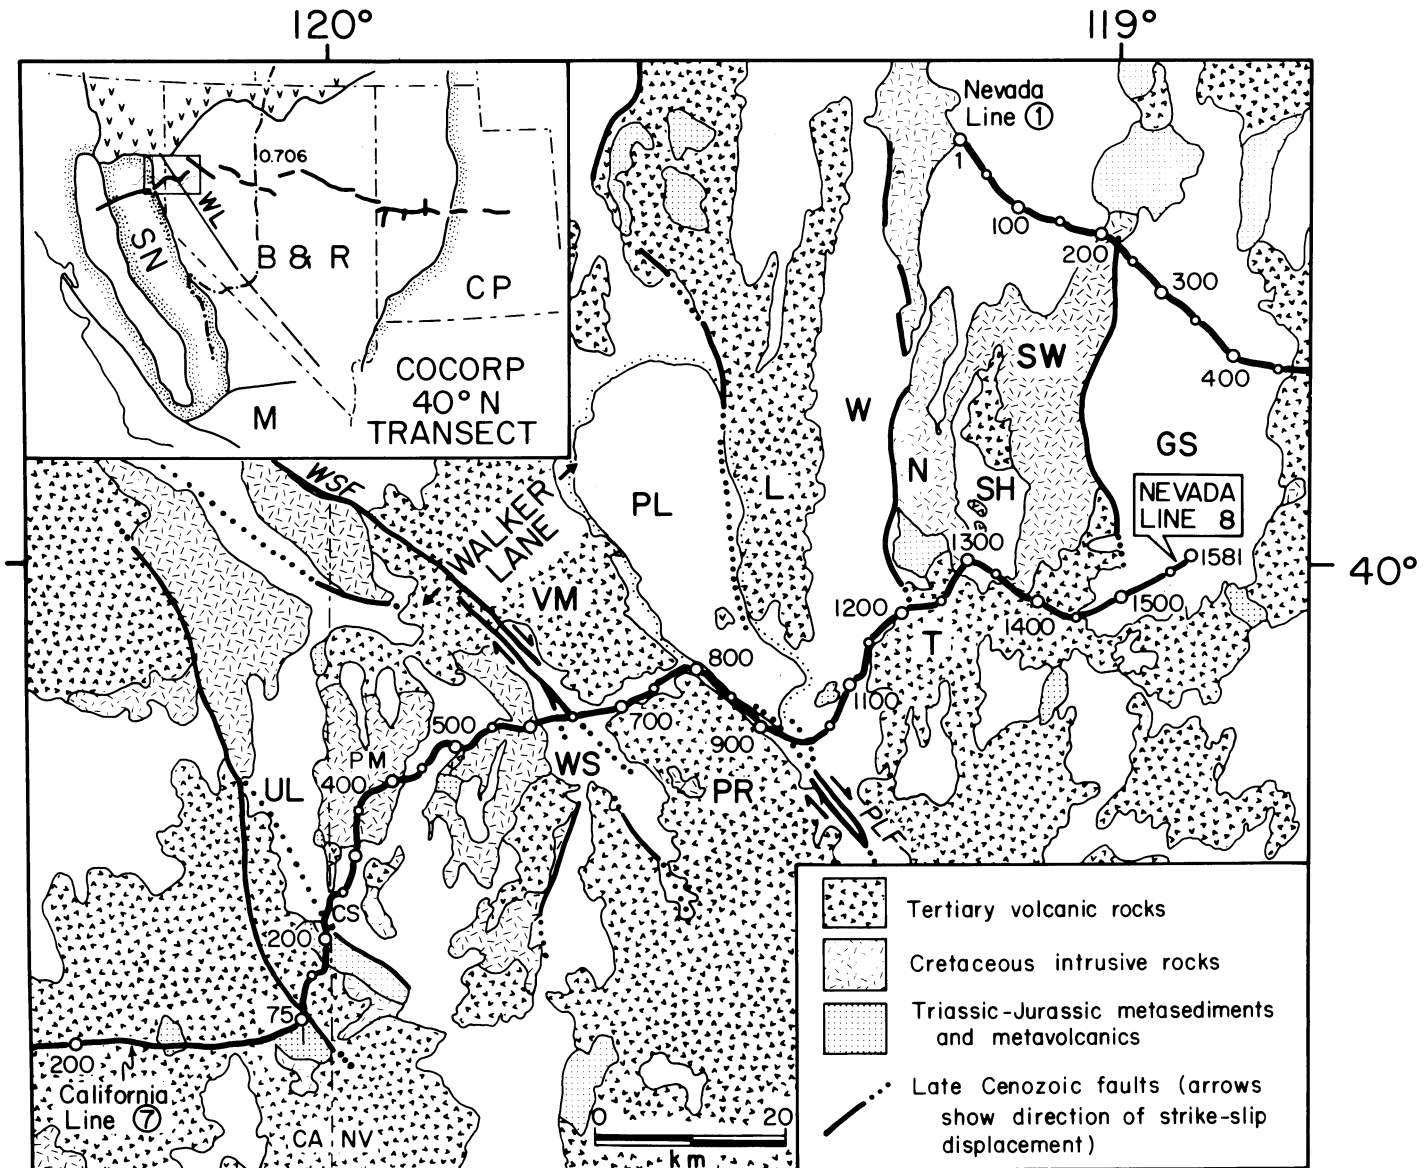 120°
119°
0.706
WL
SN
B & R
CP
M
COCORP
40° N
TRANSECT
Nevada
Line ①
1
100
200
300
400
SW
W
GS
N
SH
L
PL
WSF
WALKER
LANE
VM
NEVADA
LINE 8
1581
40°
1300
1200
1500
1400
T
800
1100
700
900
500
PM
400
WS
PR
UL
PLF
CS
200
75
200
California
Line ⑦
CA NV
0 20
km
Tertiary volcanic rocks
Cretaceous intrusive rocks
Triassic-Jurassic metasediments
and metavolcanics
Late Cenozoic faults (arrows
show direction of strike-slip
displacement)